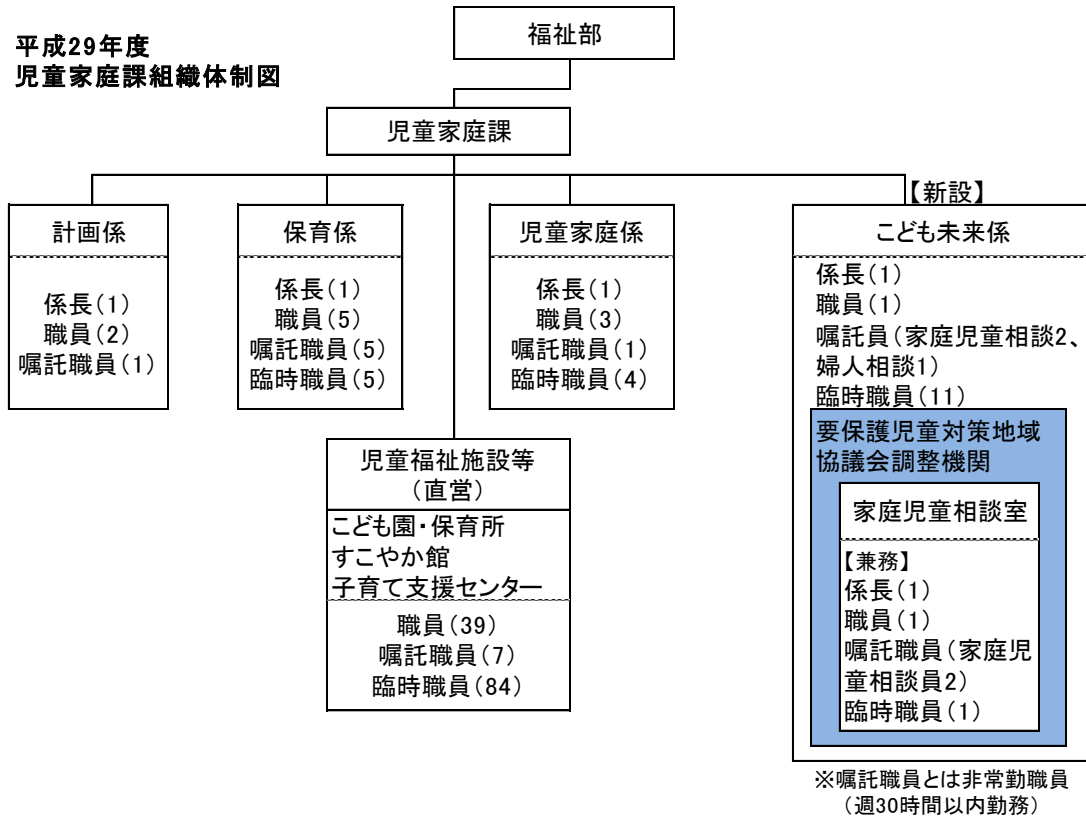 平成29年度
児童家庭課組織体制図
福祉部
児童家庭課
計画係
係長(1)
職員(2)
嘱託職員(1)
保育係
係長(1)
職員(5)
嘱託職員(5)
臨時職員(5)
児童家庭係
係長(1)
職員(3)
嘱託職員(1)
臨時職員(4)
児童福祉施設等
(直営)
こども園・保育所
すこやか館
子育て支援センター
職員(39)
嘱託職員(7)
臨時職員(84)
【新設】
こども未来係
係長(1)
職員(1)
嘱託員(家庭児童相談2、
婦人相談1)
臨時職員(11)
要保護児童対策地域
協議会調整機関
家庭児童相談室
【兼務】
係長(1)
職員(1)
嘱託職員(家庭児
童相談員2)
臨時職員(1)
※嘱託職員とは非常勤職員
(週30時間以内勤務)